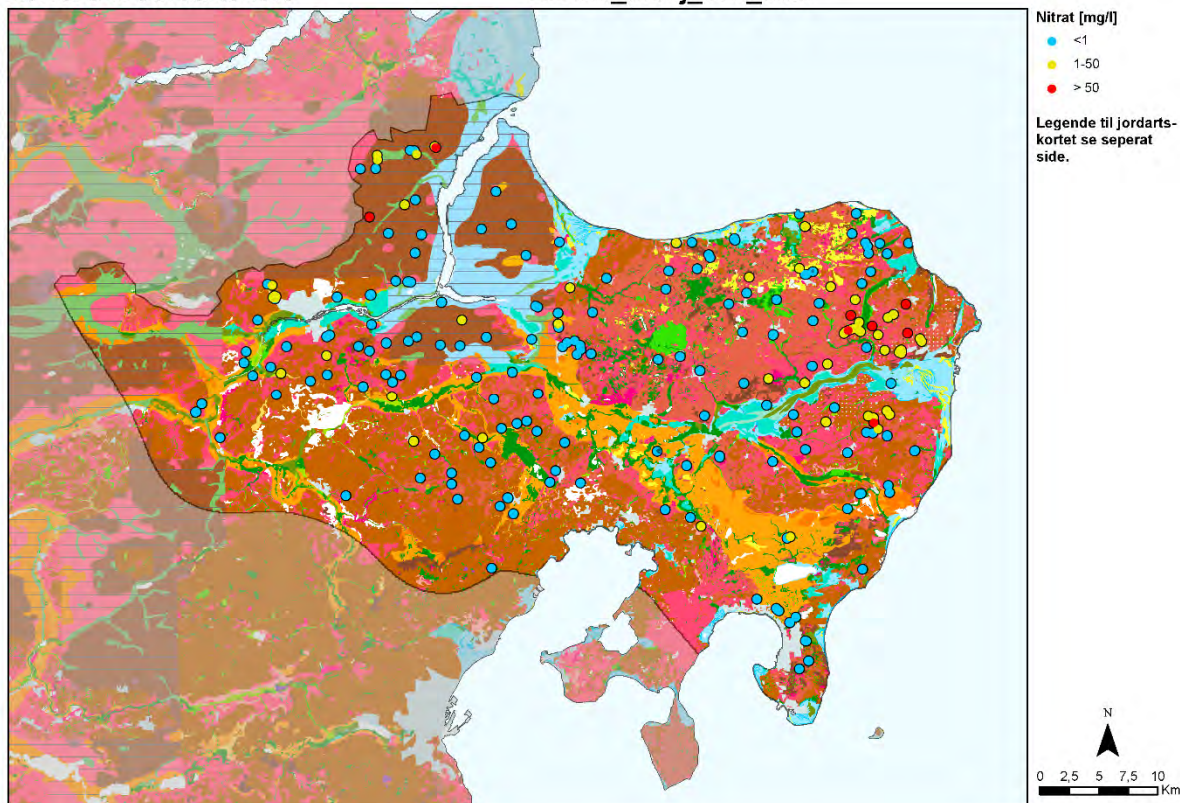 Nitrat [mg/l]
<1
1-50
> 50
Legende til jordarts-
kortet se seperat
side.
N
0 2,5 5 7,5 10
Km